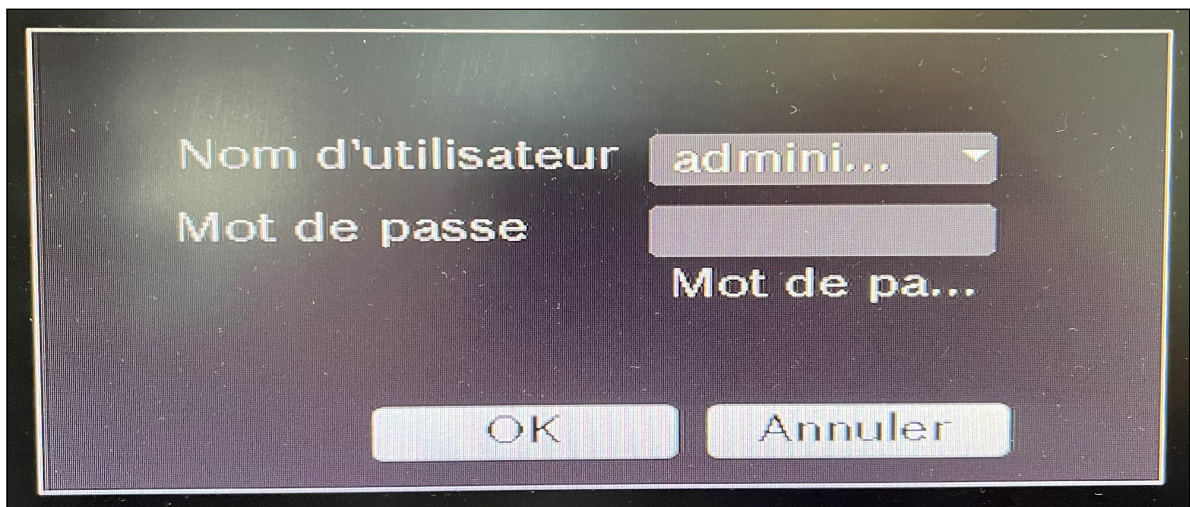 Nom d'utilisateur admini...
Mot de passe
Mot de pa...
OK Annuler